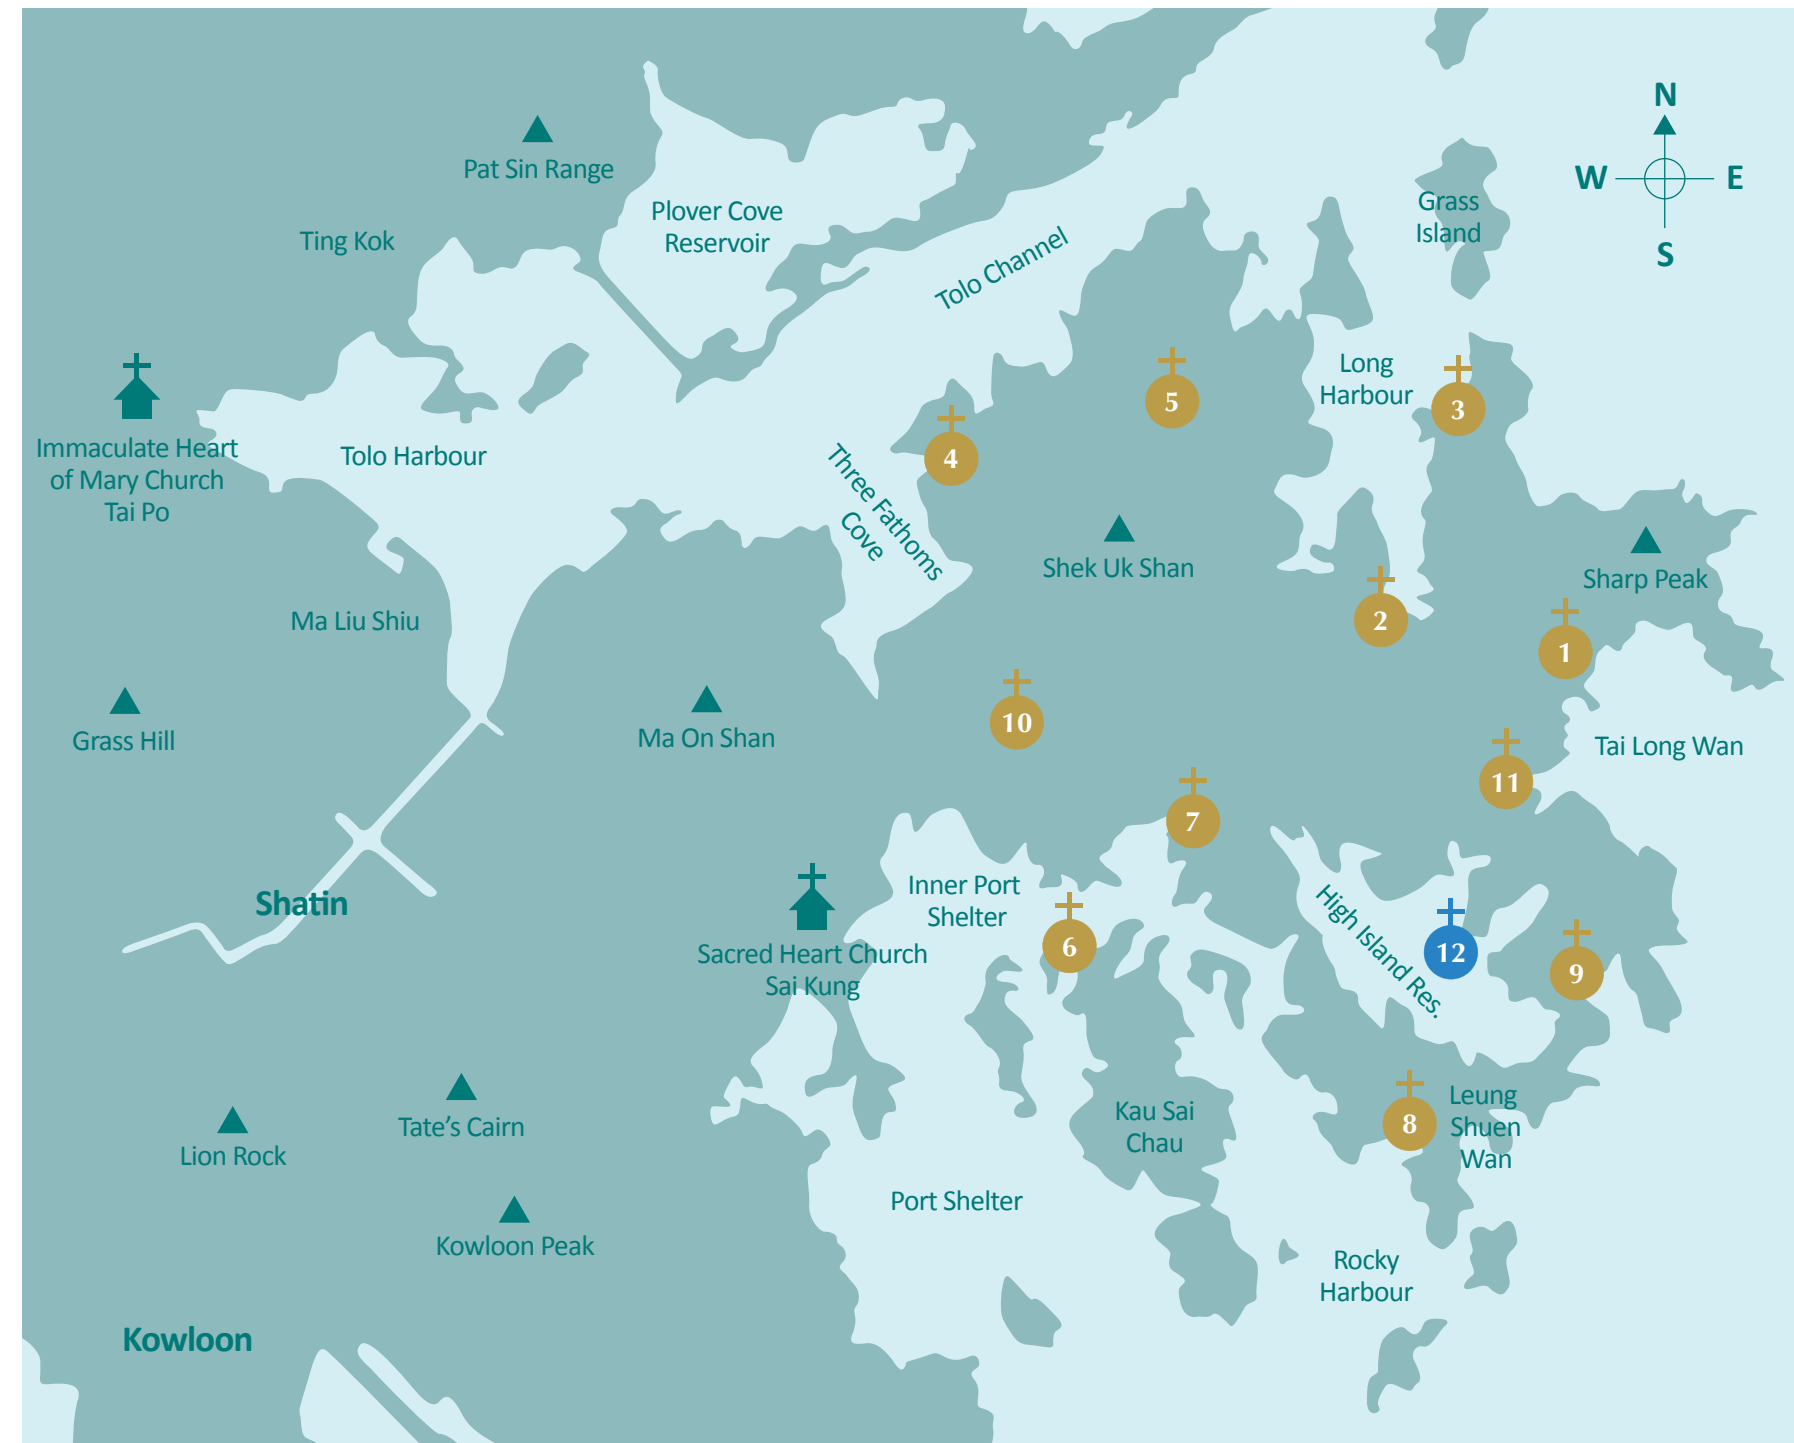 N
W
E
S
Pat Sin Range
Grass
Island
Plover Cove
Reservoir
Ting Kok
Tolo Channel
Long
Harbour
3
5
4
Immaculate Heart
of Mary Church
Tai Po
Tolo Harbour
Three Fathoms
Cove
Shek Uk Shan
Sharp Peak
Ma Liu Shiu
2
1
Grass Hill
Ma On Shan
10
Tai Long Wan
11
7
Shatin
Inner Port
Shelter
High Island Res.
6
12
9
Sacred Heart Church
Sai Kung
Lion Rock
Tate's Cairn
Kau Sai
Chau
8
Leung
Shuen
Wan
Port Shelter
Kowloon Peak
Rocky
Harbour
Kowloon